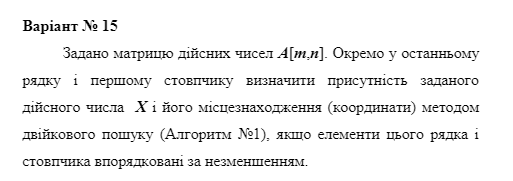 Варіант № 15
Задано матрицю дійсних чисел A[m,n]. Окремо у останньому
рядку і першому стовпчику визначити присутність заданого
дійсного числа X і його місцезнаходження (координати) методом
двійкового пошуку (Алгоритм №1), якщо елементи цього рядка і
стовпчика впорядковані за незменшенням.